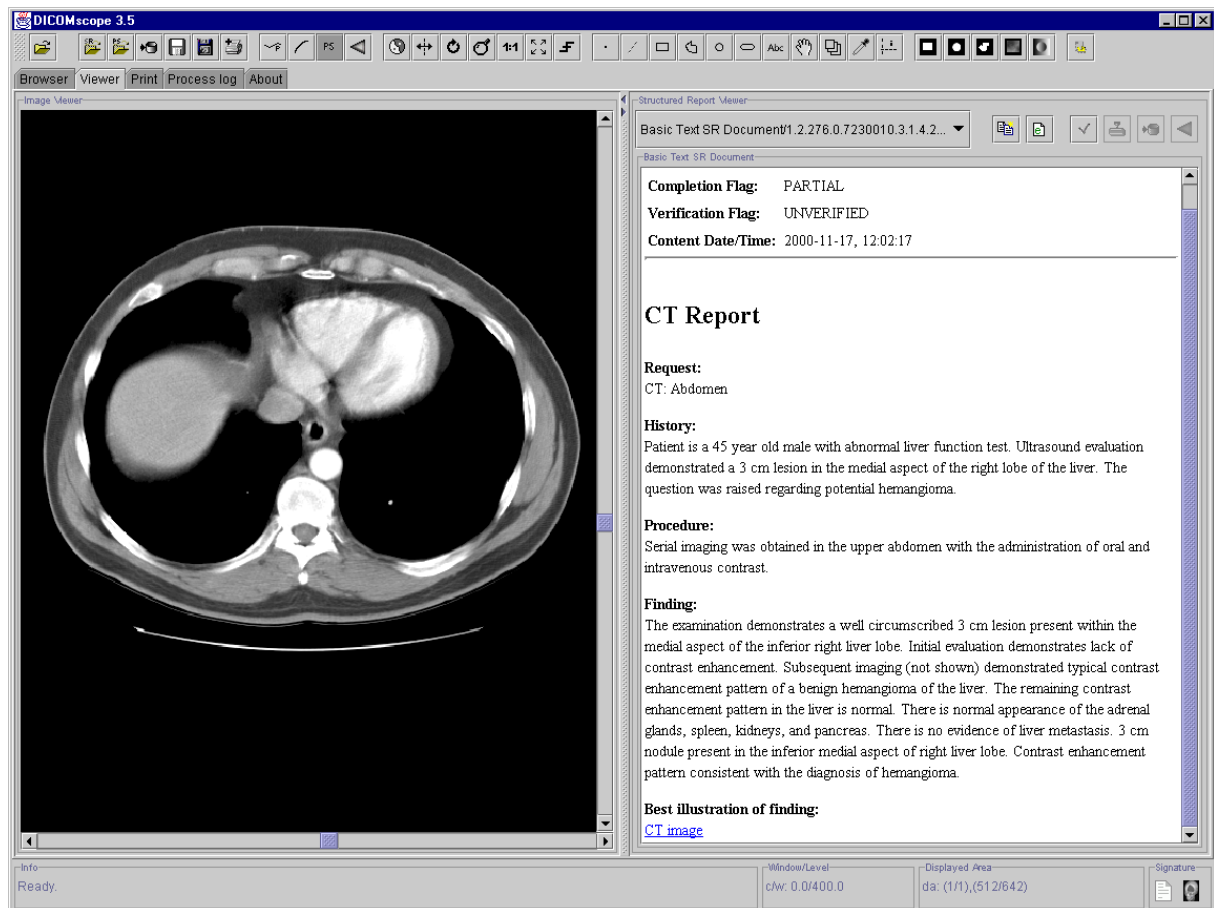 DICOMscope 3.5
1:1
PS
Abc
Browser Viewer Print Process log About
Image Viewer
Structured Report Viewer
Basic Text SR Document/1.2.276.0.7230010.3.1.4.2...
Basic Text SR Document
Completion Flag: PARTIAL
Verification Flag: UNVERIFIED
Content Date/Time: 2000-11-17, 12:02:17
CT Report
Request:
CT: Abdomen
History:
Patient is a 45 year old male with abnormal liver function test. Ultrasound evaluation
demonstrated a 3 cm lesion in the medial aspect of the right lobe of the liver. The
question was raised regarding potential hemangioma.
Procedure:
Serial imaging was obtained in the upper abdomen with the administration of oral and
intravenous contrast.
Finding:
The examination demonstrates a well circumscribed 3 cm lesion present within the
medial aspect of the inferior right liver lobe. Initial evaluation demonstrates lack of
contrast enhancement. Subsequent imaging (not shown) demonstrated typical contrast
enhancement pattern of a benign hemangioma of the liver. The remaining contrast
enhancement pattern in the liver is normal. There is normal appearance of the adrenal
glands, spleen, kidneys, and pancreas. There is no evidence of liver metastasis. 3 cm
nodule present in the inferior medial aspect of right liver lobe. Contrast enhancement
pattern consistent with the diagnosis of hemangioma.
Best illustration of finding:
CT image
Info
Ready.
Window/Level
c/w: 0.0/400.0
Displayed Area
da: (1/1),(512/642)
Signature